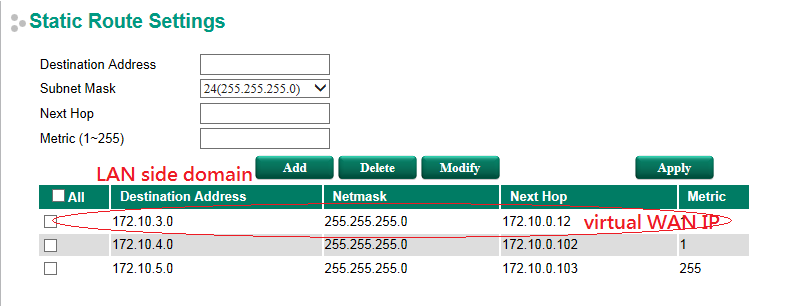 Static Route Settings
Destination Address
Subnet Mask 24(255.255.255.0)
Next Hop
Metric (1~255)
LAN side domain Add Delete Modify Apply
All Destination Address Netmask Next Hop Metric
172.10.3.0 255.255.255.0 172.10.0.12 virtual WAN IP
172.10.4.0 255.255.255.0 172.10.0.102 1
172.10.5.0 255.255.255.0 172.10.0.103 255